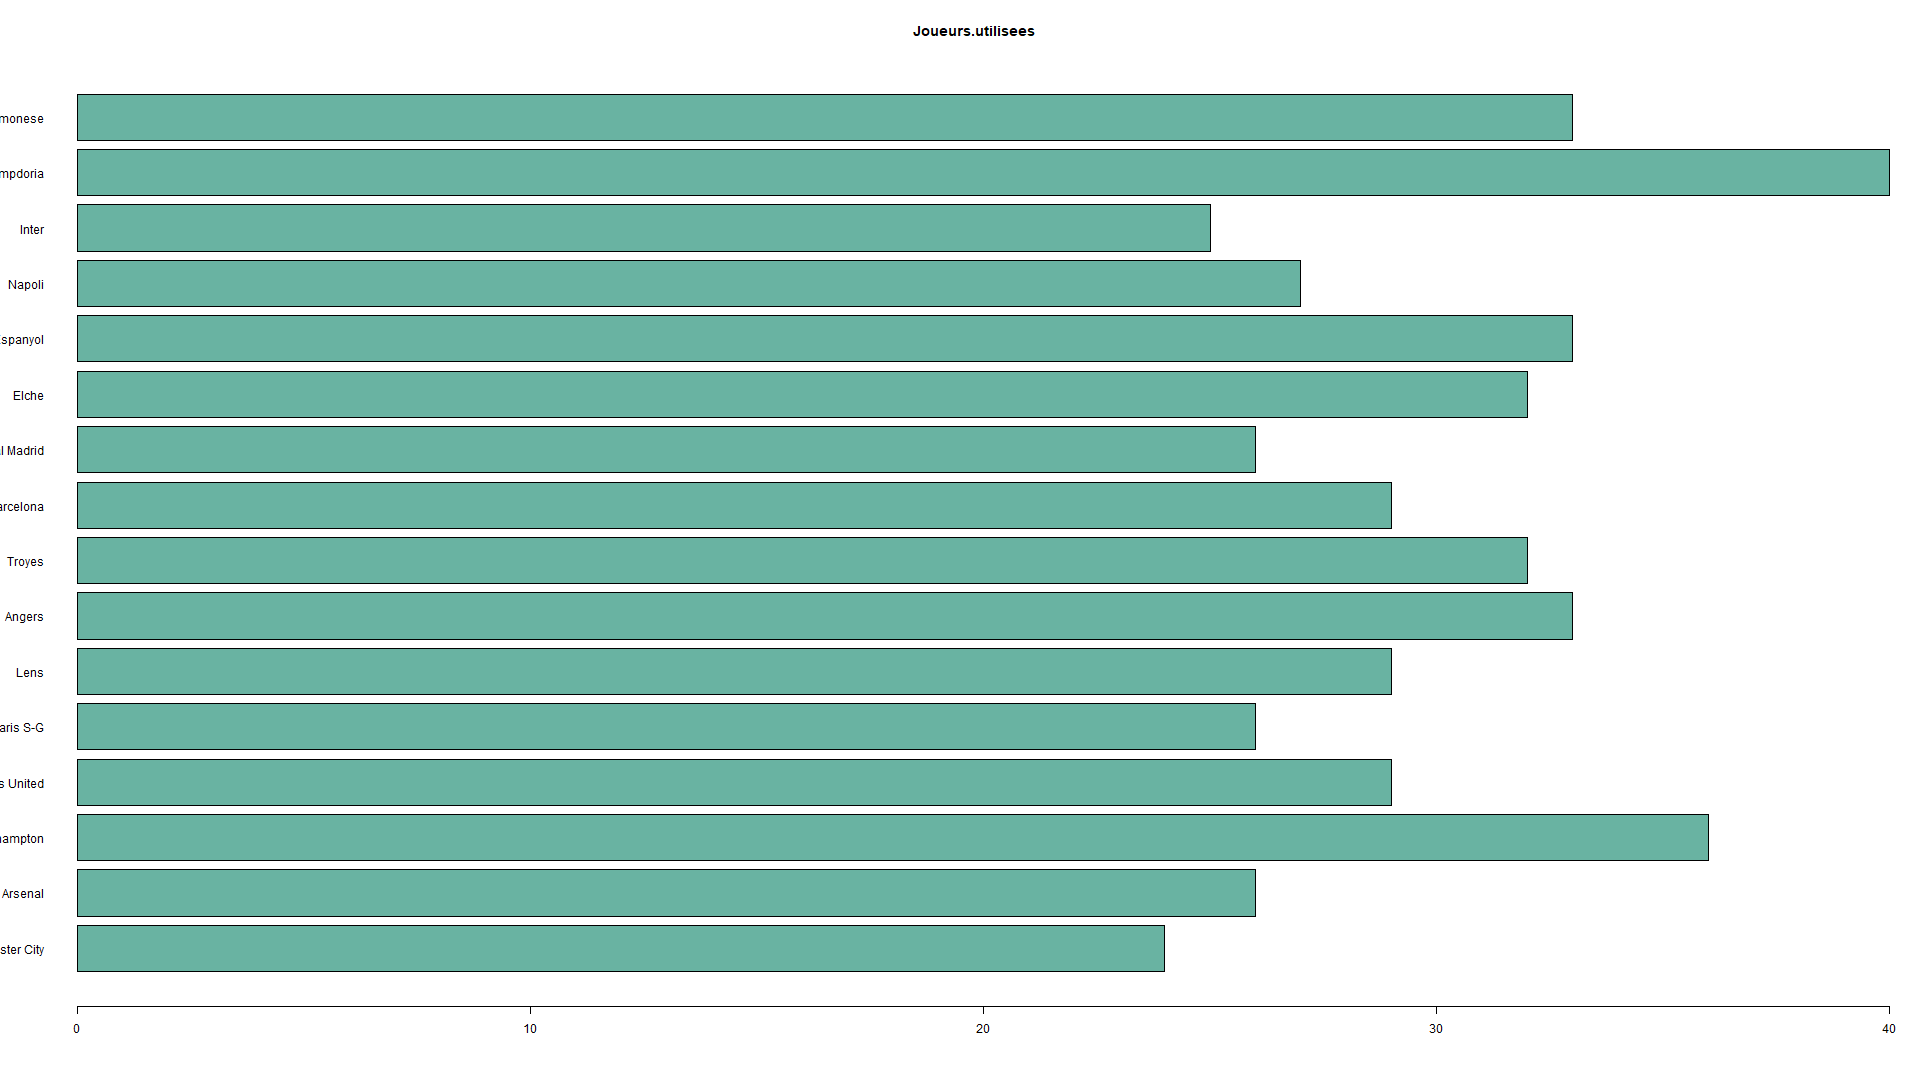 Joueurs.utilisees
monese
mpdoria
Inter
Napoli
spanyol
Elche
l Madrid
arcelona
Troyes
Angers
Lens
aris S-G
s United
ampton
Arsenal
ster City
0 10 20 30 40